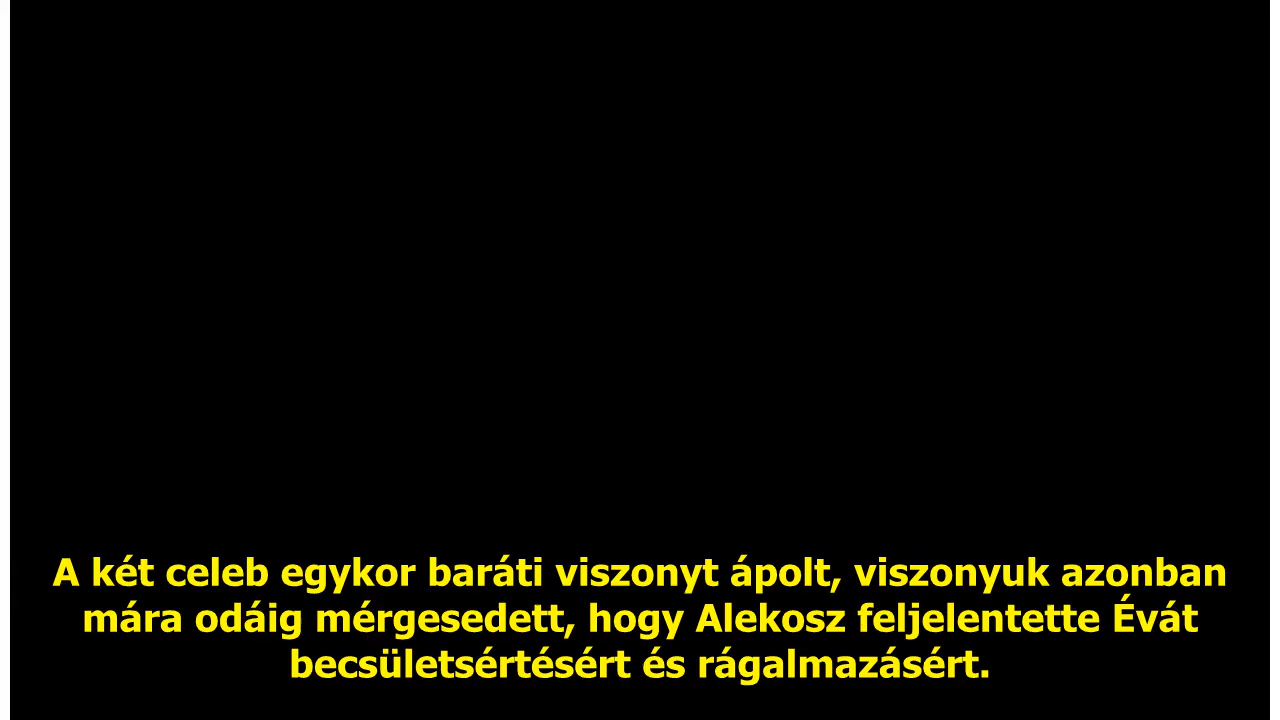 A két celeb egykor baráti viszonyt ápolt, viszonyuk azonban
mára odáig mérgesedett, hogy Alekosz feljelentette Évát
becsületsértésért és rágalmazásért.